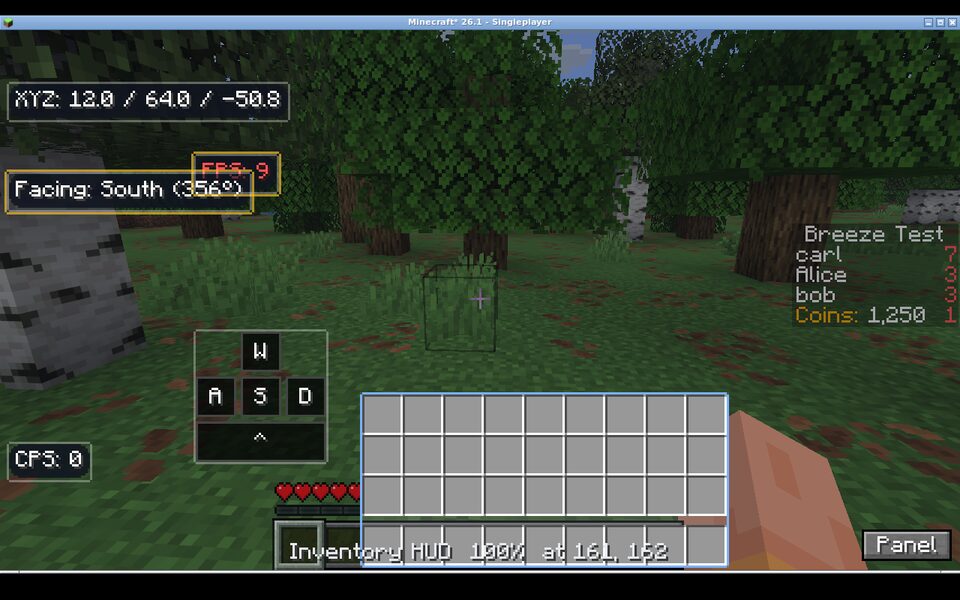 Minecraft* 26.1 - Singleplayer
XYZ: 12.0 / 64.0 / -50.8
FPS: 9
Facing: South (356°)
Breeze Test
carl 7
Alice 3
bob 3
Coins: 1,250 1
W
A S D
^
CPS: 0
Inventory HUD 100% at 161, 162
Panel